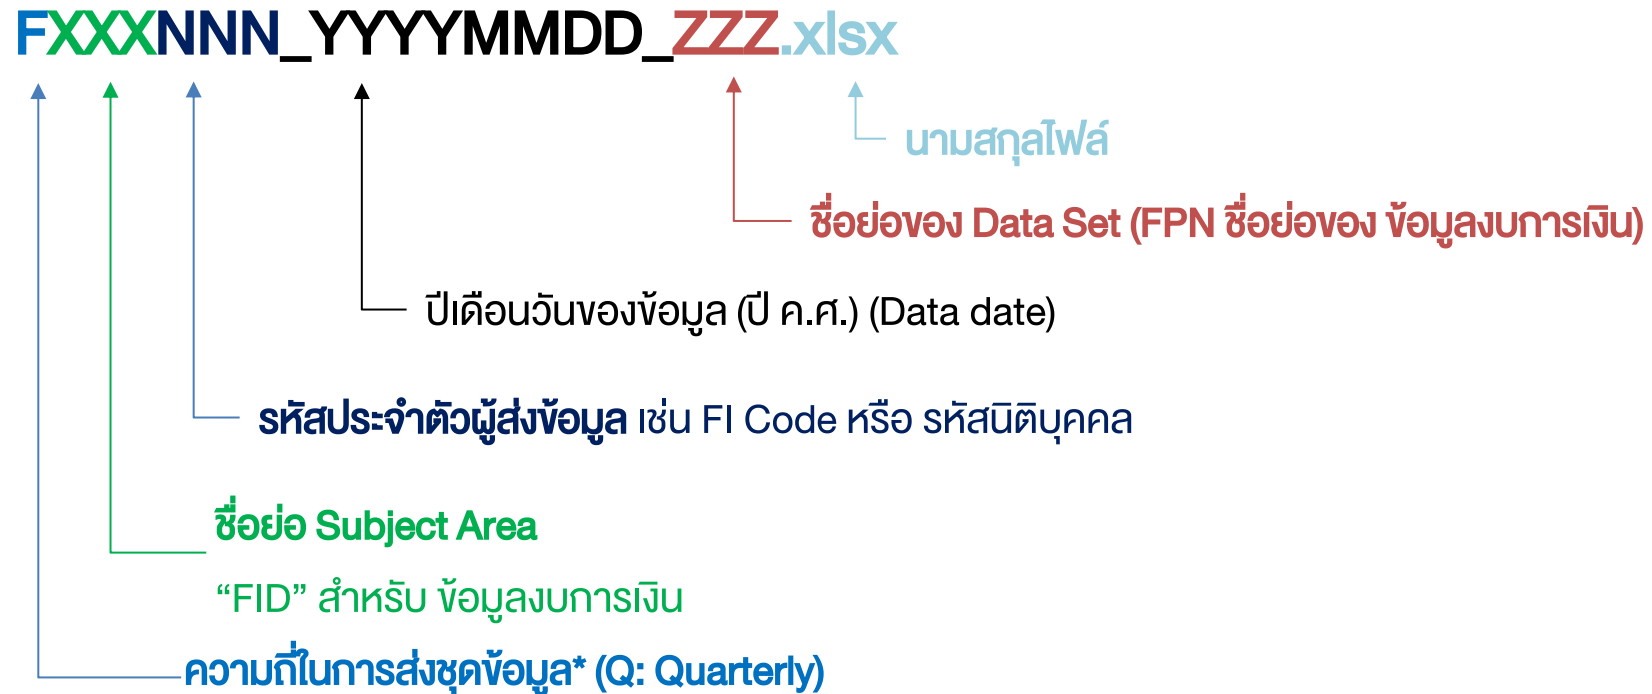 FXXXNNN_YYYYMMDD_ZZZ.xlsx
นามสกุลไฟล์
ชื่อย่อของ Data Set (FPN ชื่อย่อของ ข้อมูลงบการเงิน)
ปีเดือนวันของข้อมูล (ปี ค.ศ.) (Data date)
รหัสประจำตัวผู้ส่งข้อมูล เช่น FI Code หรือ รหัสนิติบุคคล
ชื่อย่อ Subject Area
“FID” สำหรับ ข้อมูลงบการเงิน
ความถี่ในการส่งชุดข้อมูล* (Q: Quarterly)